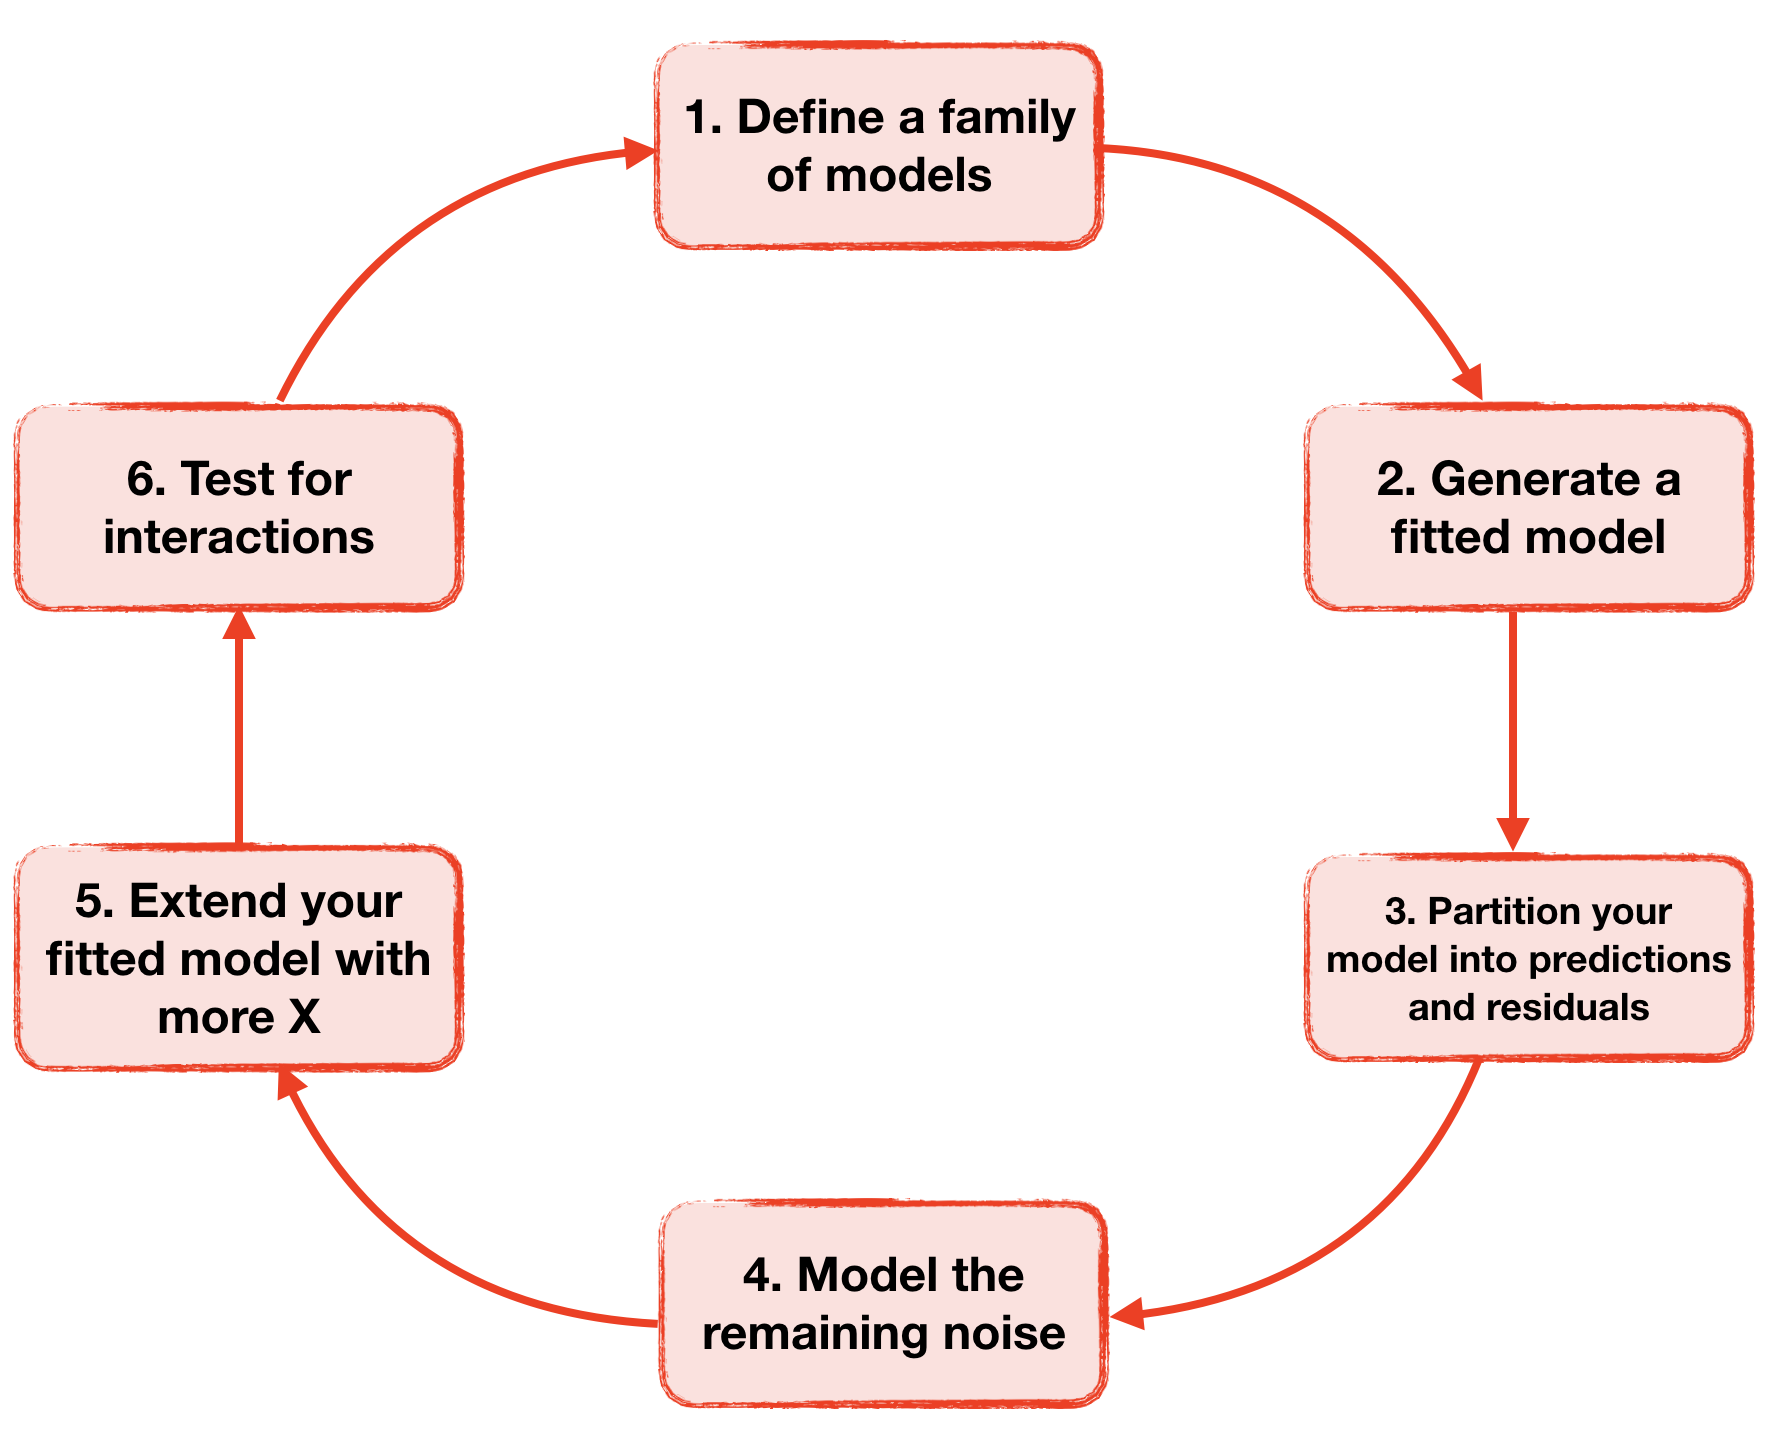 1. Define a family
of models
2. Generate a
fitted model
3. Partition your
model into predictions
and residuals
4. Model the
remaining noise
5. Extend your
fitted model with
more X
6. Test for
interactions